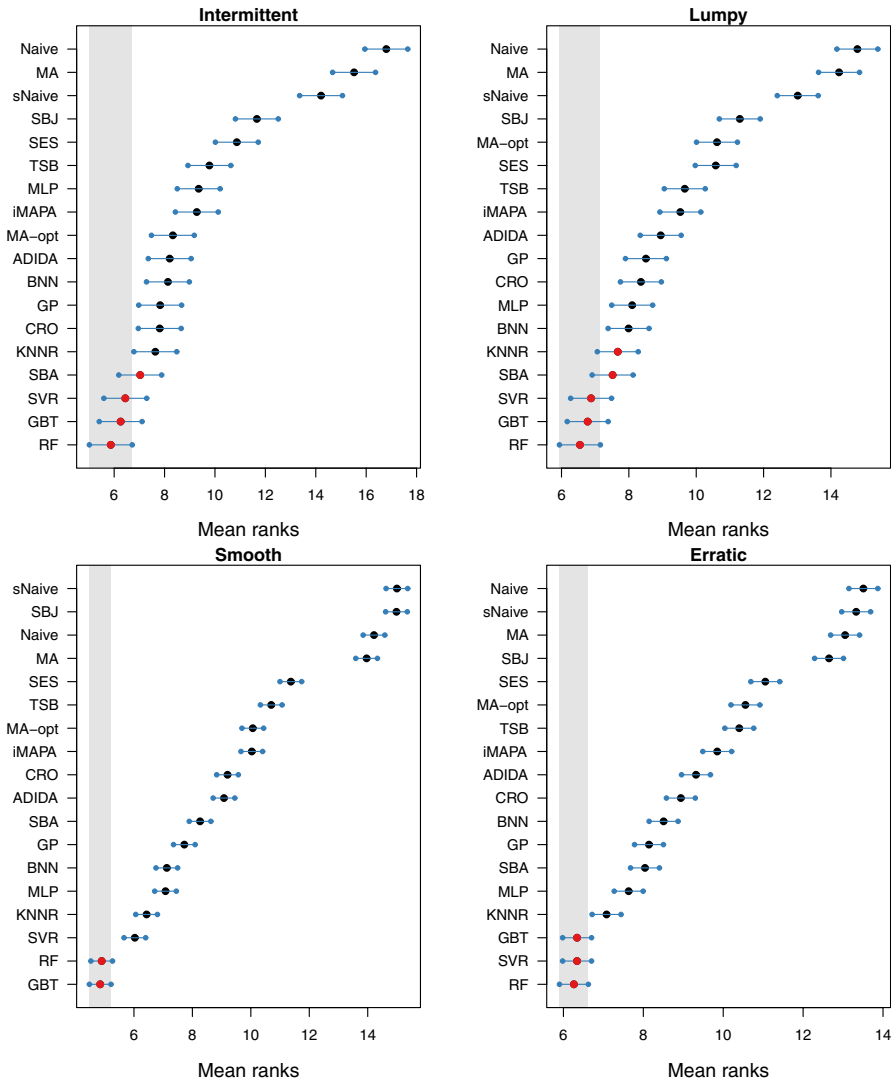 Intermittent
Naive
MA
sNaive
SBJ
SES
TSB
MLP
iMAPA
MA−opt
ADIDA
BNN
GP
CRO
KNNR
SBA
SVR
GBT
RF
6 8 10 12 14 16 18
Mean ranks
Lumpy
Naive
MA
sNaive
SBJ
MA−opt
SES
TSB
iMAPA
ADIDA
GP
CRO
MLP
BNN
KNNR
SBA
SVR
GBT
RF
6 8 10 12 14
Mean ranks
Smooth
sNaive
SBJ
Naive
MA
SES
TSB
MA−opt
iMAPA
CRO
ADIDA
SBA
GP
BNN
MLP
KNNR
SVR
RF
GBT
6 8 10 12 14
Mean ranks
Erratic
Naive
sNaive
MA
SBJ
SES
MA−opt
TSB
iMAPA
ADIDA
CRO
BNN
GP
SBA
MLP
KNNR
GBT
SVR
RF
6 8 10 12 14
Mean ranks